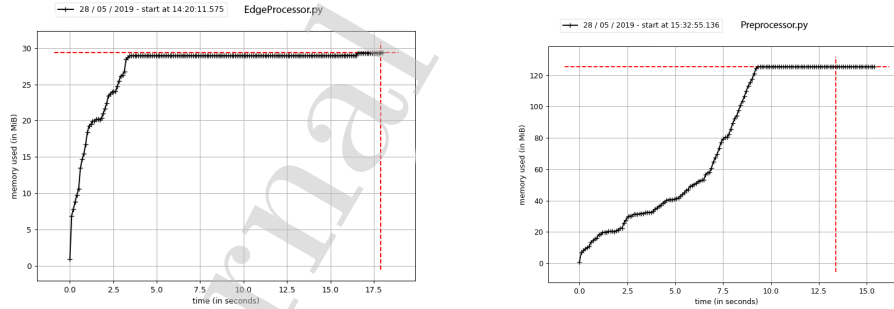 28 / 05 / 2019 - start at 14:20:11.575
EdgeProcessor.py
30
25
20
15
10
5
0
memory used (in MiB)
0.0 2.5 5.0 7.5 10.0 12.5 15.0 17.5
time (in seconds)
28 / 05 / 2019 - start at 15:32:55.136
Preprocessor.py
120
100
80
60
40
20
0
memory used (in MiB)
0.0 2.5 5.0 7.5 10.0 12.5 15.0
time (in seconds)
rnal